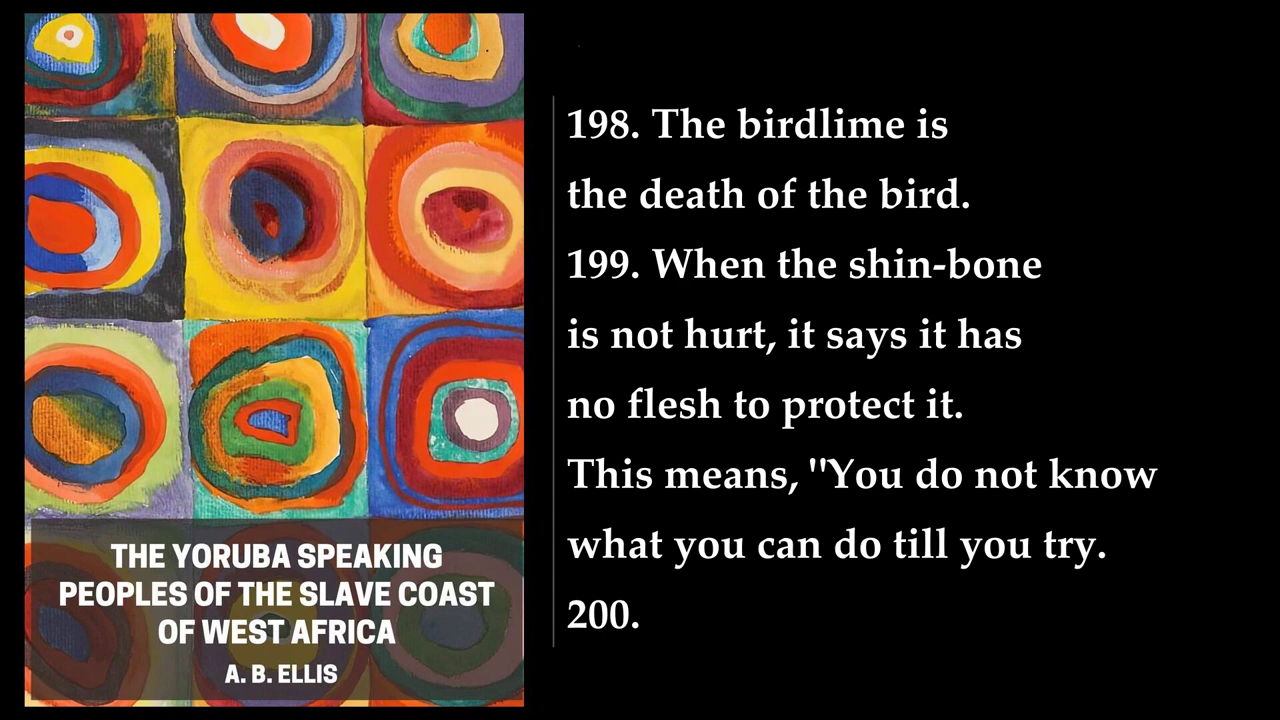 THE YORUBA SPEAKING
PEOPLES OF THE SLAVE COAST
OF WEST AFRICA
A. B. ELLIS
198. The birdlime is
the death of the bird.
199. When the shin-bone
is not hurt, it says it has
no flesh to protect it.
This means, "You do not know
what you can do till you try.
200.